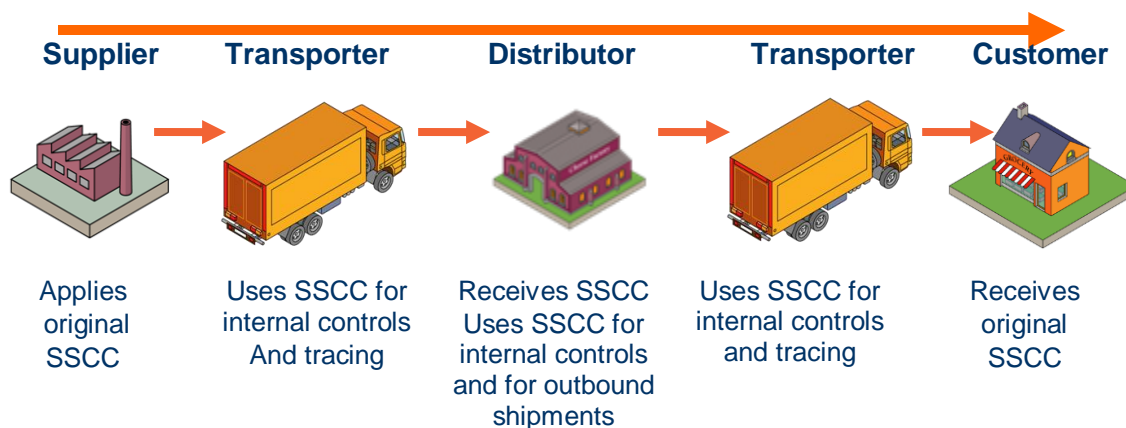 Supplier
Transporter
Distributor
Transporter
Customer
GROCERY
Applies
original
SSCC
Uses SSCC for
internal controls
And tracing
Receives SSCC
Uses SSCC for
internal controls
and for outbound
shipments
Uses SSCC for
internal controls
and tracing
Receives
original
SSCC